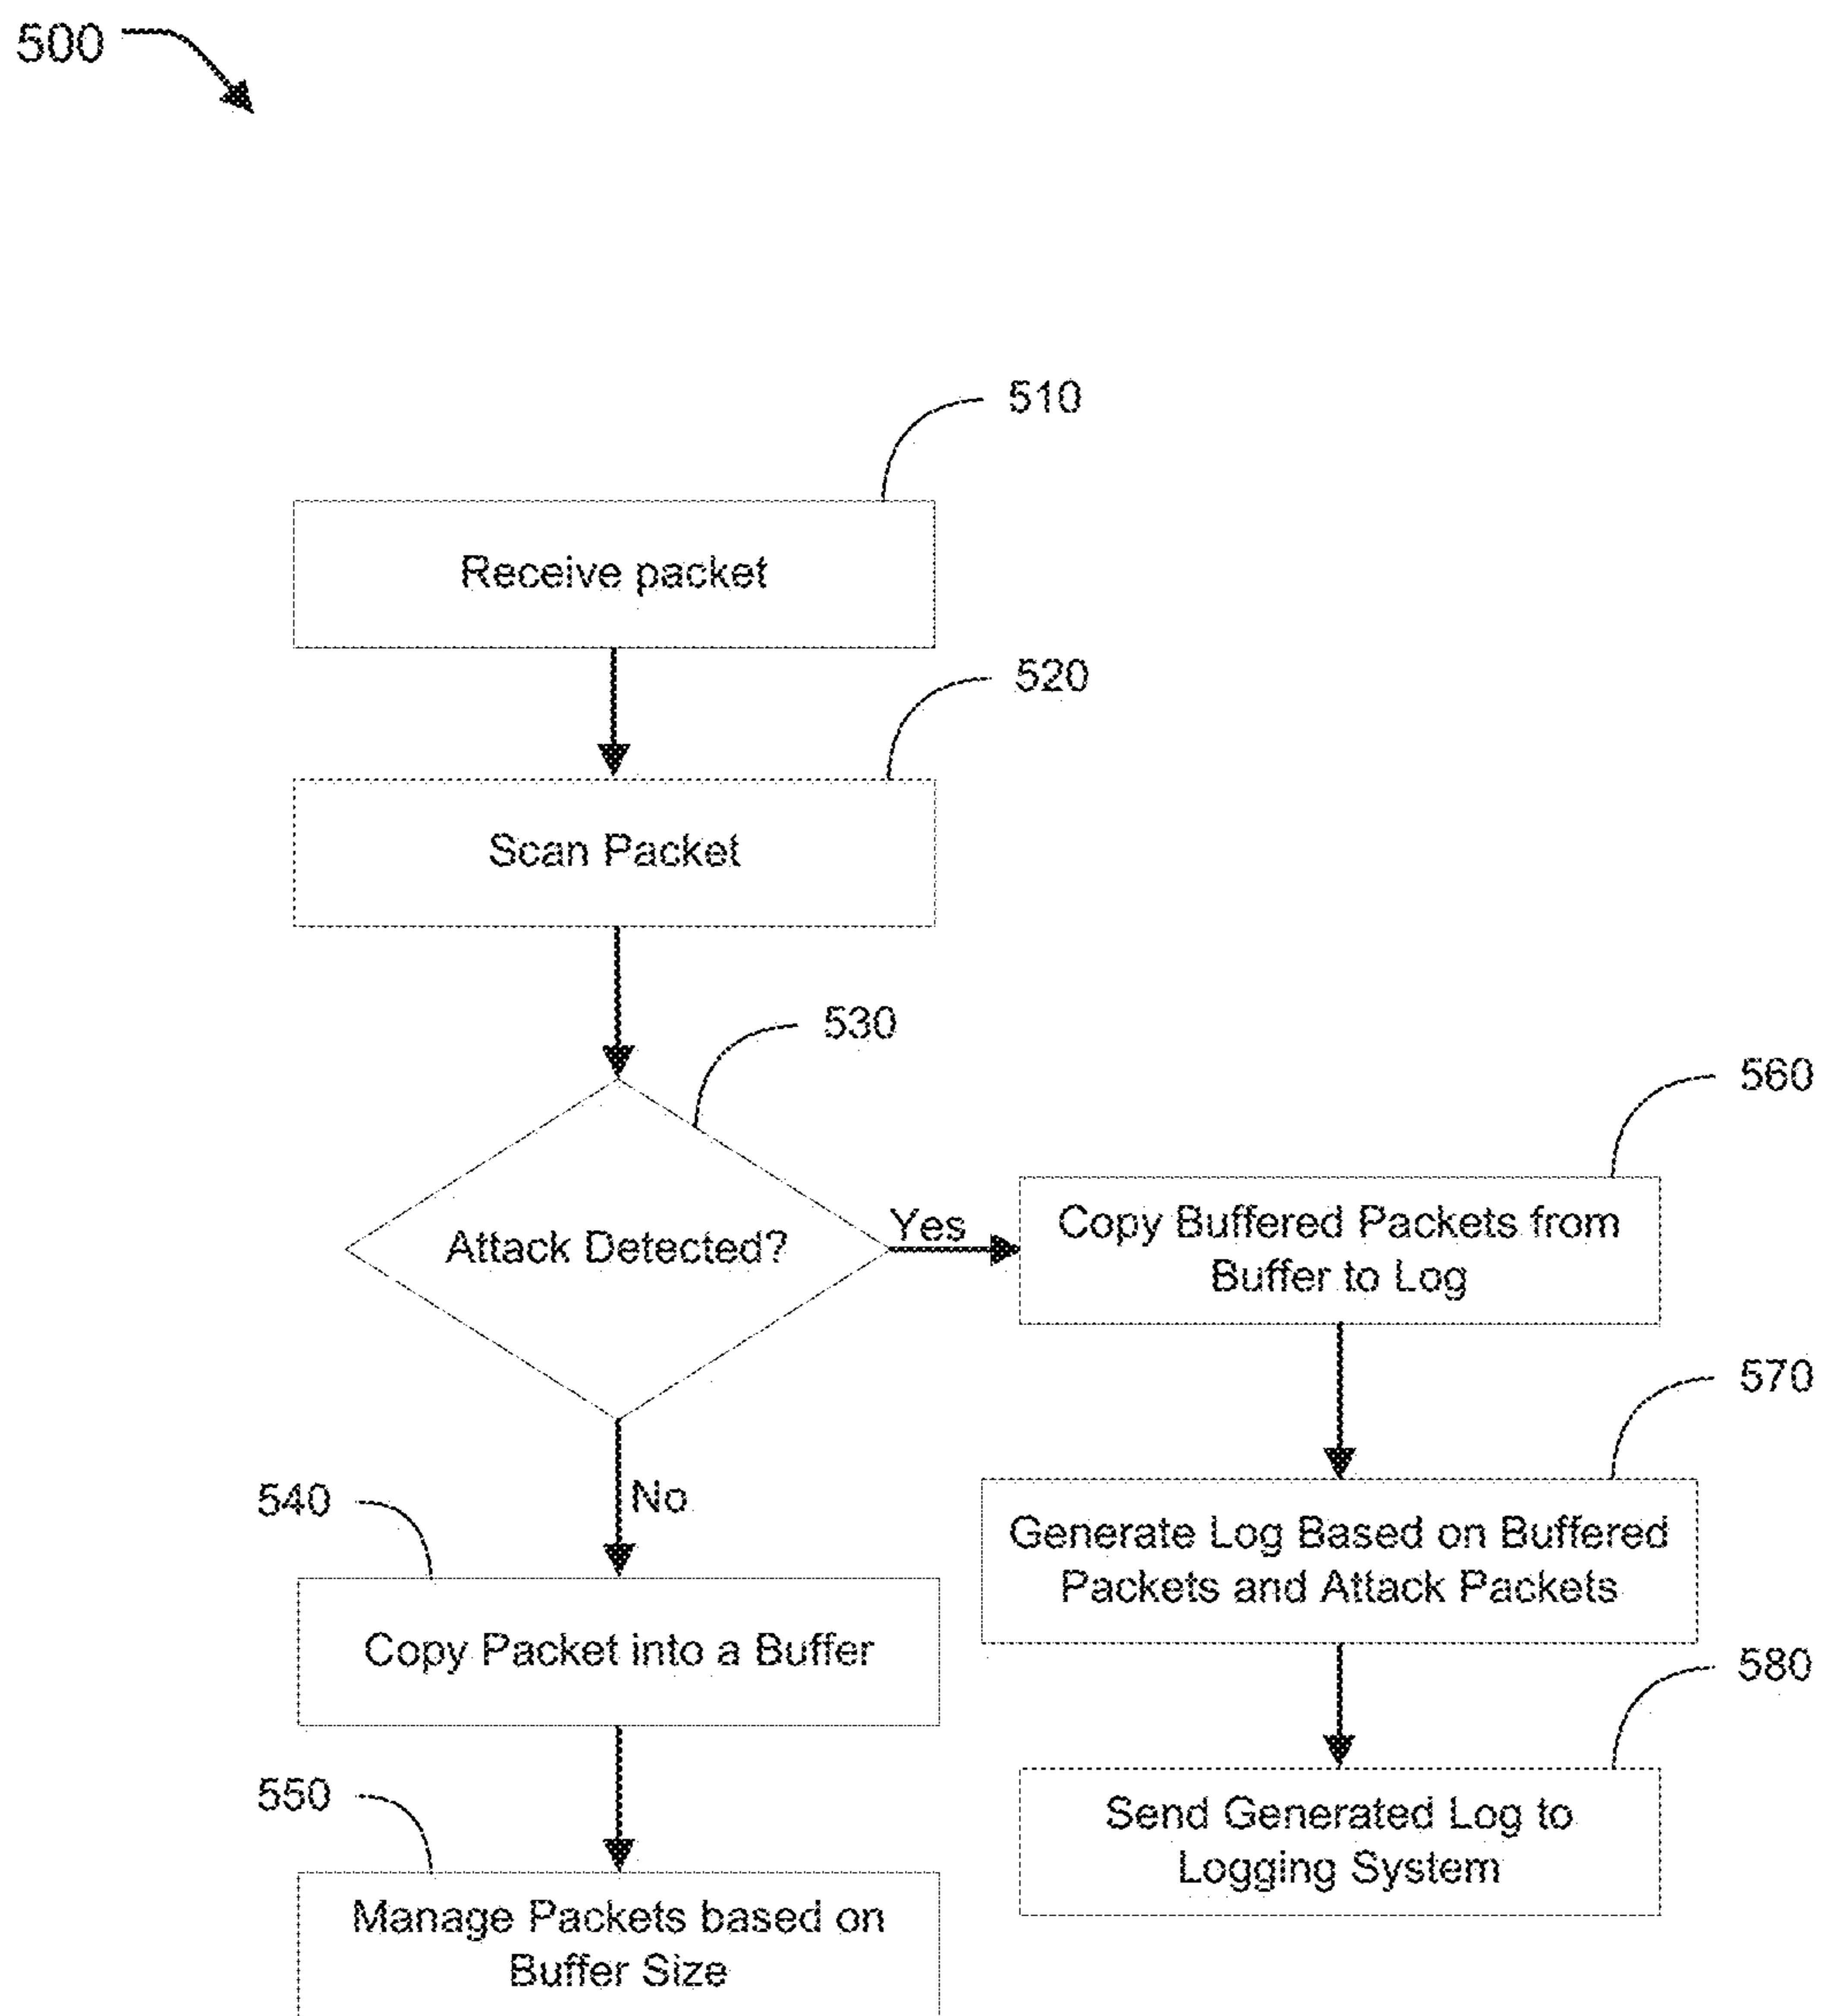 500
510
Receive packet
520
Scan Packet
530
Attack Detected?
Yes
560
Copy Buffered Packets from
Buffer to Log
No
540
Copy Packet into a Buffer
570
Generate Log Based on Buffered
Packets and Attack Packets
580
Send Generated Log to
Logging System
550
Manage Packets based on
Buffer Size